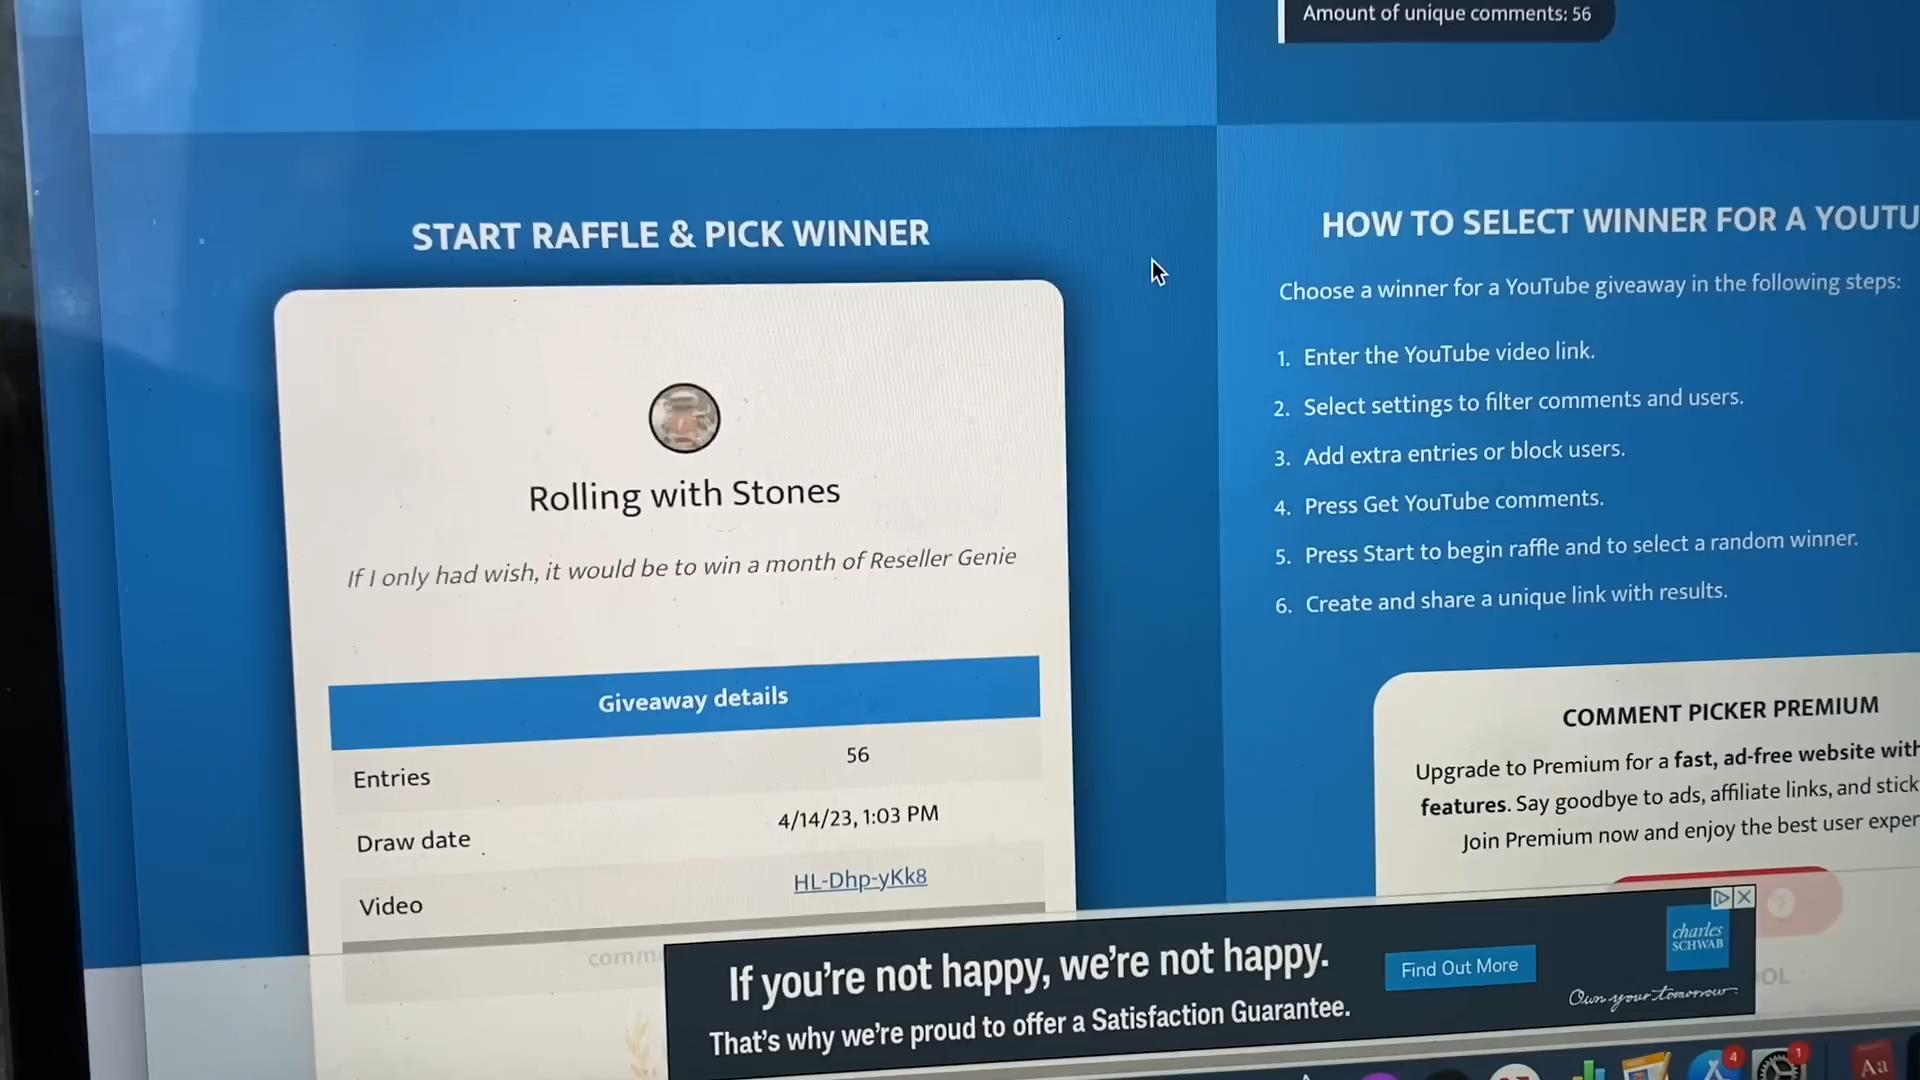 Amount of unique comments: 56
START RAFFLE & PICK WINNER
Rolling with Stones
If I only had wish, it would be to win a month of Reseller Genie
Giveaway details
Entries 56
Draw date 4/14/23, 1:03 PM
Video HL-Dhp-yKk8
comm
HOW TO SELECT WINNER FOR A YOUTU
Choose a winner for a YouTube giveaway in the following steps:
1. Enter the YouTube video link.
2. Select settings to filter comments and users.
3. Add extra entries or block users.
4. Press Get YouTube comments.
5. Press Start to begin raffle and to select a random winner.
6. Create and share a unique link with results.
COMMENT PICKER PREMIUM
Upgrade to Premium for a fast, ad-free website with
features. Say goodbye to ads, affiliate links, and stick
Join Premium now and enjoy the best user exper
OL
If you're not happy, we're not happy.
That's why we're proud to offer a Satisfaction Guarantee.
Find Out More
charles
SCHWAB
Own your tomorrow.
4
1
Aa